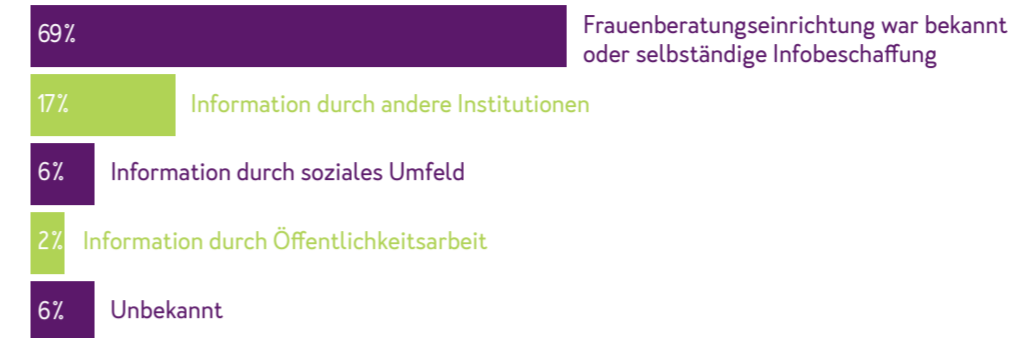 69%
Frauenberatungseinrichtung war bekannt
oder selbständige Infobeschaffung
17%
Information durch andere Institutionen
6%
Information durch soziales Umfeld
2%
Information durch Öffentlichkeitsarbeit
6%
Unbekannt